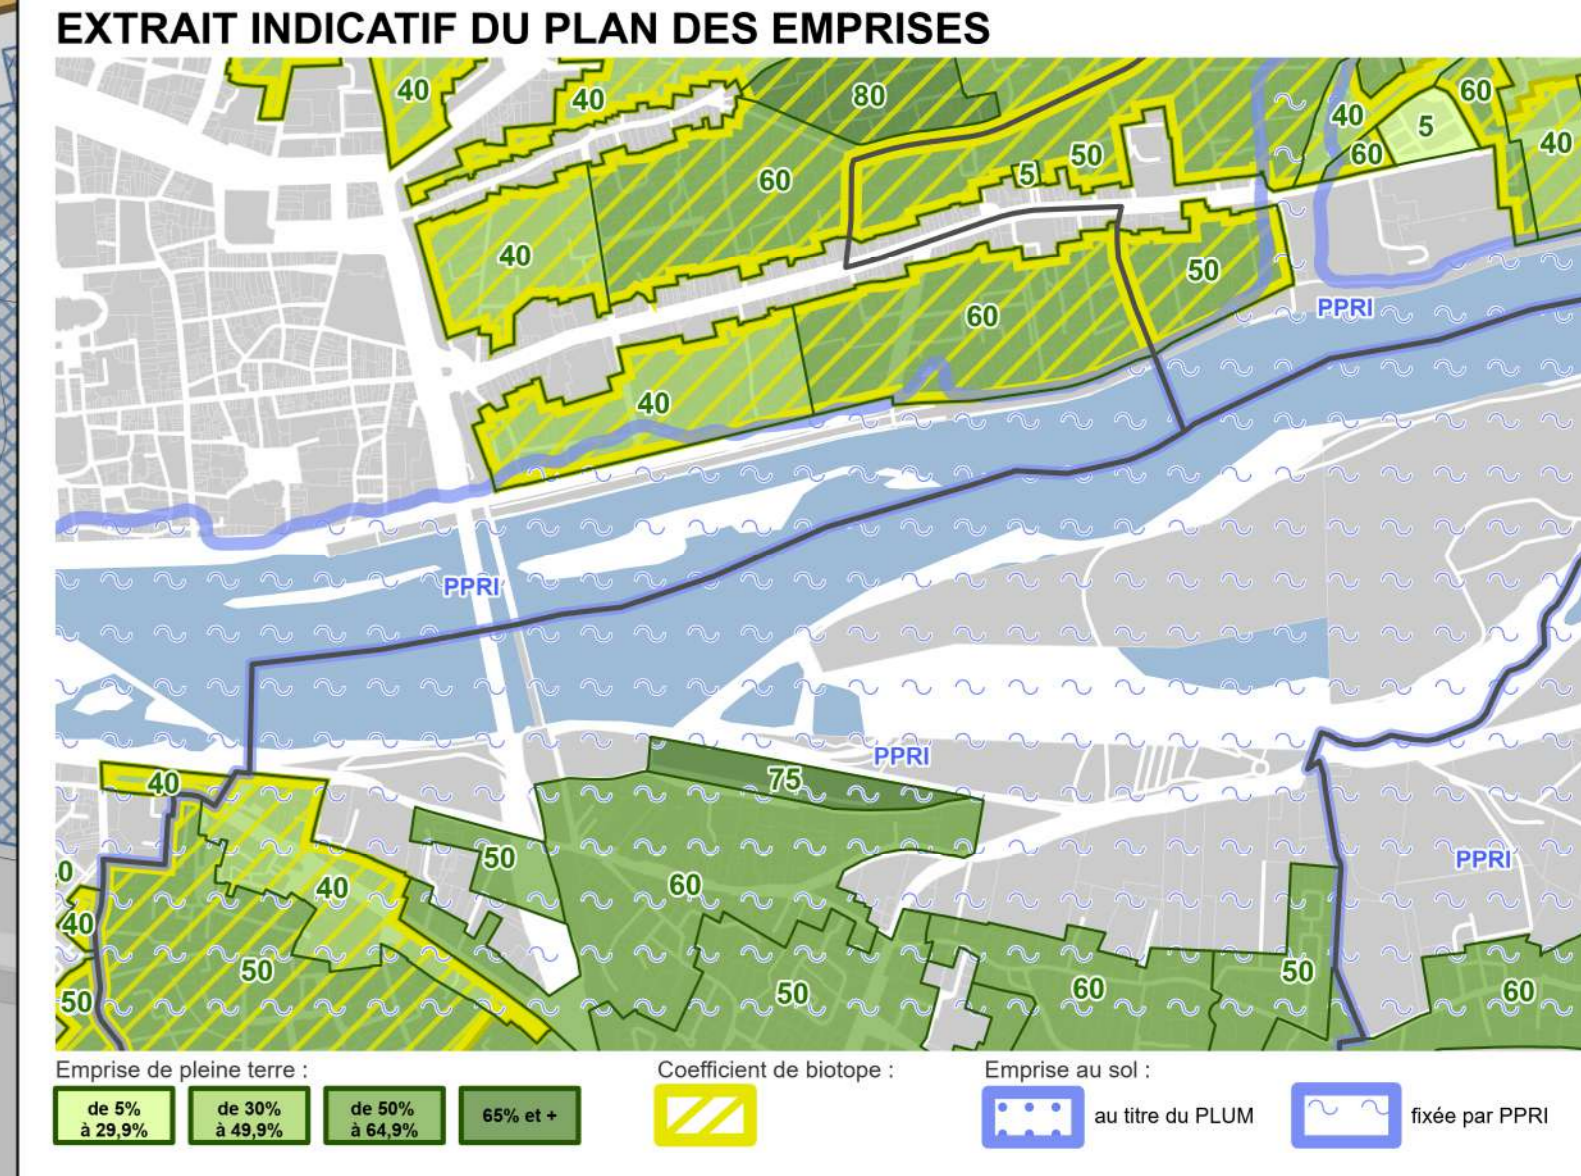 EXTRAIT INDICATIF DU PLAN DES EMPRISES
40
40
80
40
60
5
60
40
60
50
5
40
60
50
60
40
PPRI
PPRI
40
75
PPRI
50
40
60
PPRI
40
50
50
50
60
50
60
Emprise de pleine terre :
Coefficient de biotope :
Emprise au sol :
de 5%
à 29,9%
de 30%
à 49,9%
de 50%
à 64,9%
65% et +
au titre du PLUM
fixée par PPRI